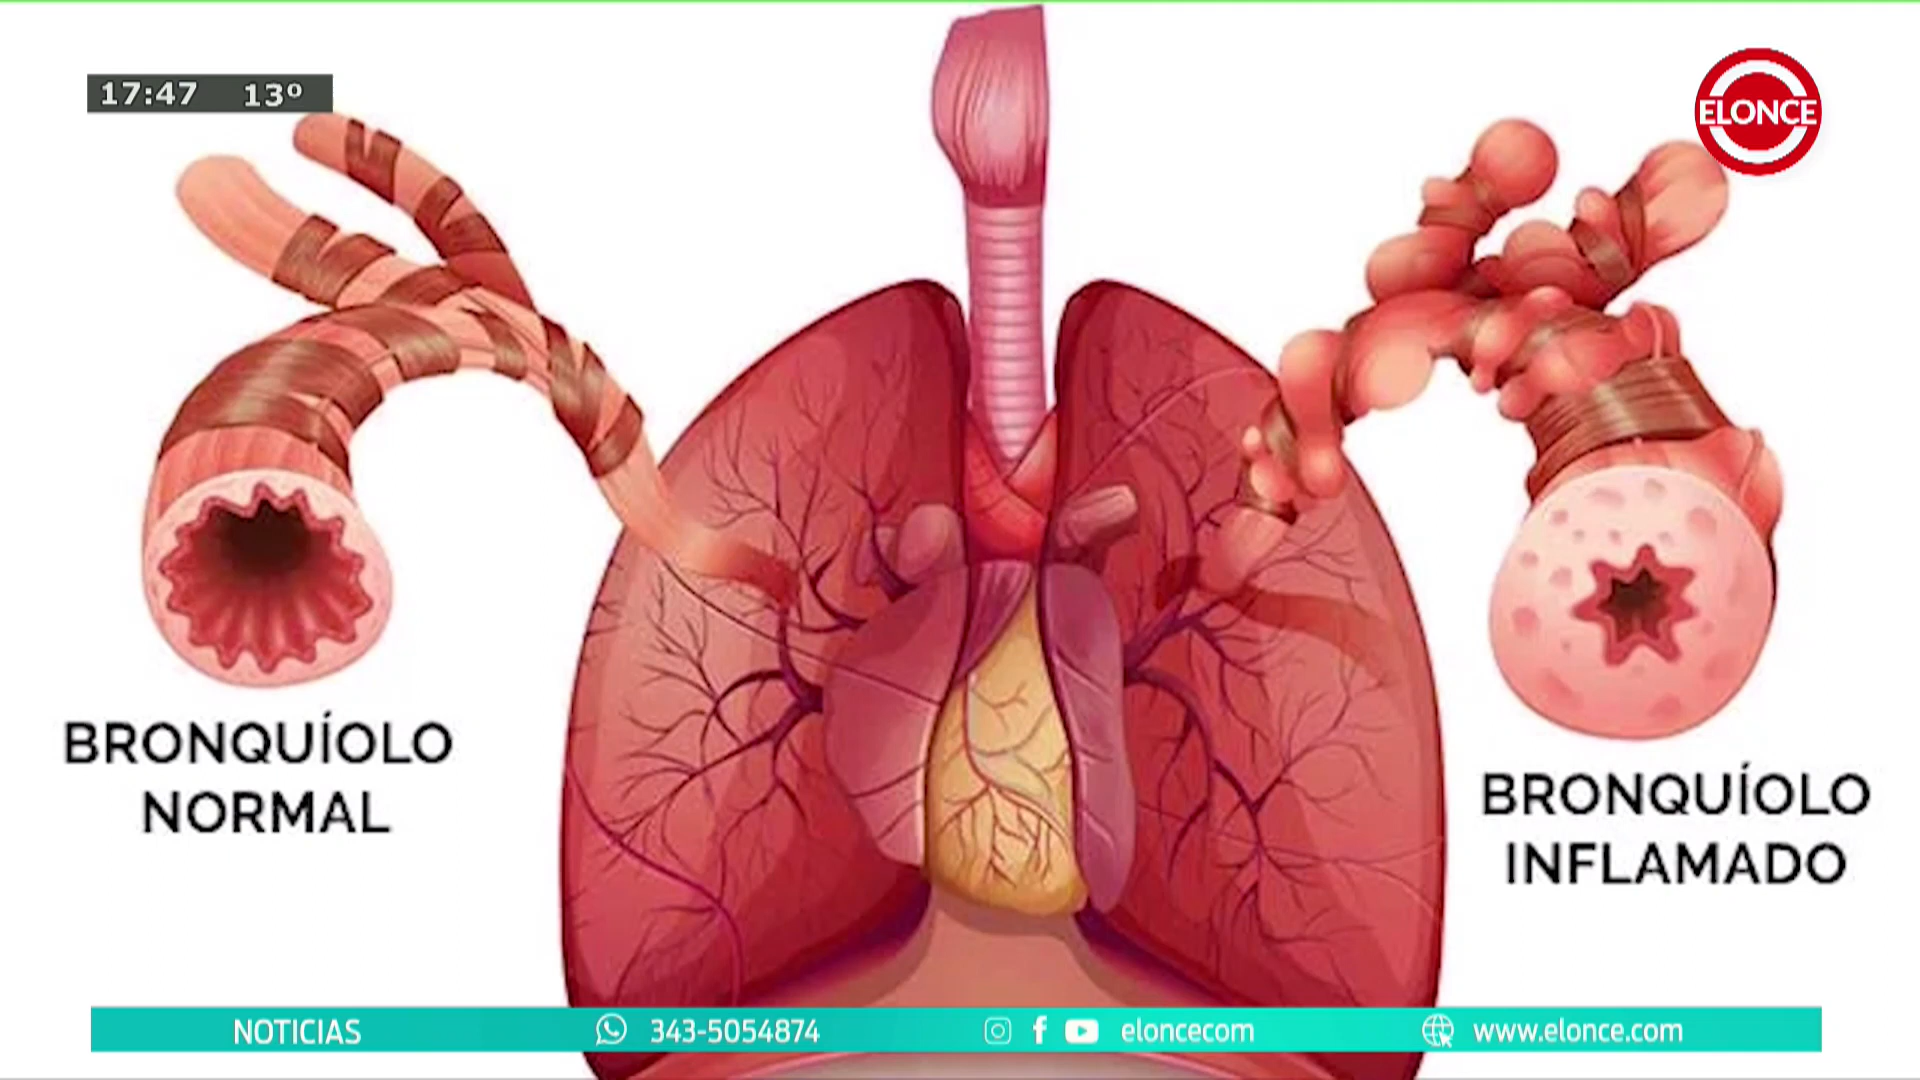 17:47 13º
ELONCE
BRONQUÍOLO
NORMAL
BRONQUÍOLO
INFLAMADO
NOTICIAS 343-5054874 eloncecom www.elonce.com